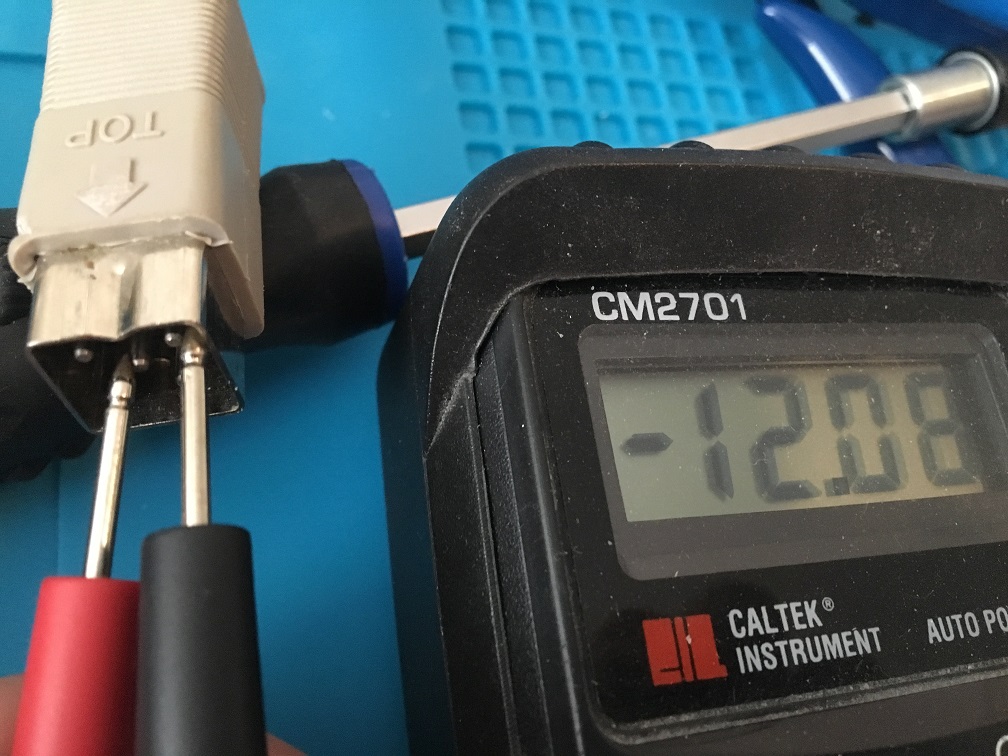 TOP
CM2701
-12.08
CALTEK®
INSTRUMENT
AUTO PO